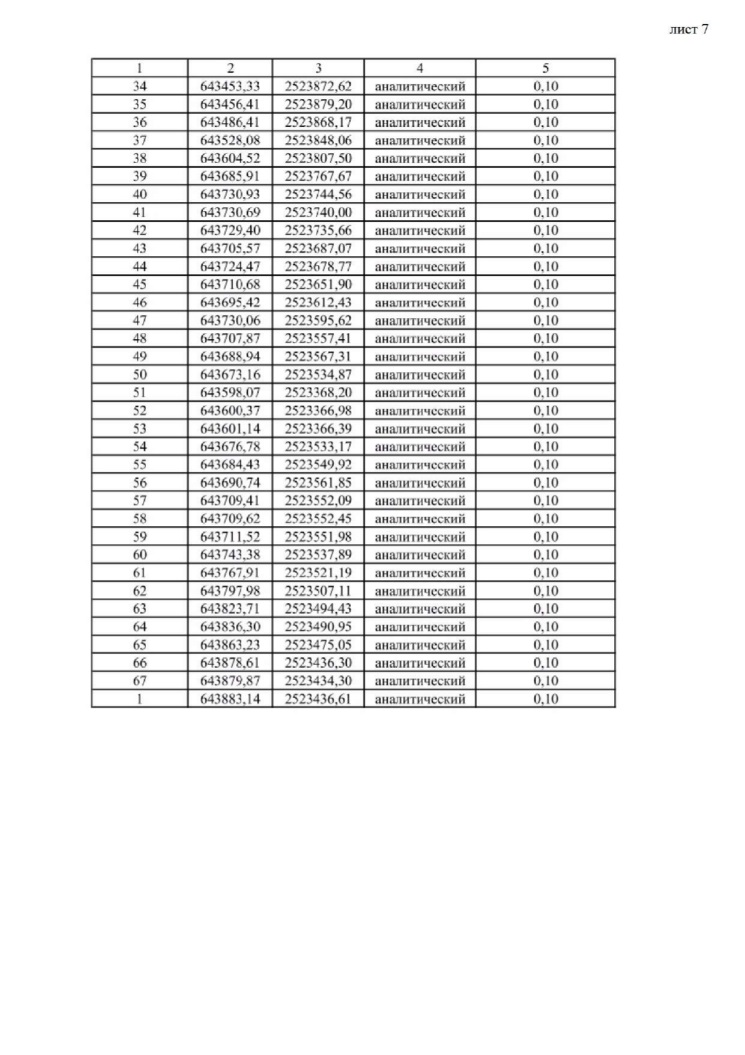 лист 7
1 2 3 4 5
34 643453,33 2523872,62 аналитический 0,10
35 643456,41 2523879,20 аналитический 0,10
36 643486,41 2523868,17 аналитический 0,10
37 643528,08 2523848,06 аналитический 0,10
38 643604,52 2523807,50 аналитический 0,10
39 643685,91 2523767,67 аналитический 0,10
40 643730,93 2523744,56 аналитический 0,10
41 643730,69 2523740,00 аналитический 0,10
42 643729,40 2523735,66 аналитический 0,10
43 643705,57 2523687,07 аналитический 0,10
44 643724,47 2523678,77 аналитический 0,10
45 643710,68 2523651,90 аналитический 0,10
46 643695,42 2523612,43 аналитический 0,10
47 643730,06 2523595,62 аналитический 0,10
48 643707,87 2523557,41 аналитический 0,10
49 643688,94 2523567,31 аналитический 0,10
50 643673,16 2523534,87 аналитический 0,10
51 643598,07 2523368,20 аналитический 0,10
52 643600,37 2523366,98 аналитический 0,10
53 643601,14 2523366,39 аналитический 0,10
54 643676,78 2523533,17 аналитический 0,10
55 643684,43 2523549,92 аналитический 0,10
56 643690,74 2523561,85 аналитический 0,10
57 643709,41 2523552,09 аналитический 0,10
58 643709,62 2523552,45 аналитический 0,10
59 643711,52 2523551,98 аналитический 0,10
60 643743,38 2523537,89 аналитический 0,10
61 643767,91 2523521,19 аналитический 0,10
62 643797,98 2523507,11 аналитический 0,10
63 643823,71 2523494,43 аналитический 0,10
64 643836,30 2523490,95 аналитический 0,10
65 643863,23 2523475,05 аналитический 0,10
66 643878,61 2523436,30 аналитический 0,10
67 643879,87 2523434,30 аналитический 0,10
1 643883,14 2523436,61 аналитический 0,10